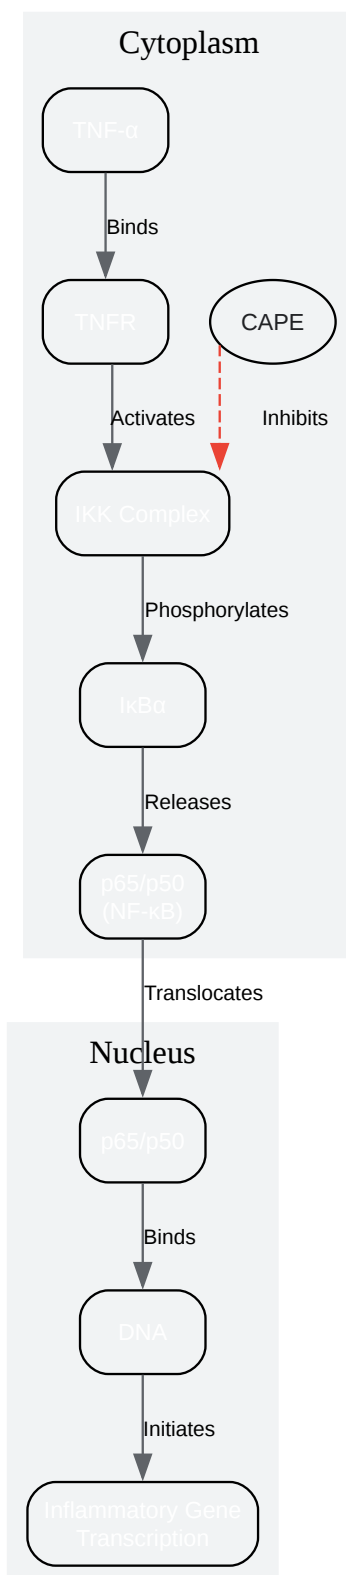 Cytoplasm
TNF-α
Binds
TNFR
CAPE
Activates
Inhibits
IKK Complex
Phosphorylates
IκBα
Releases
p65/p50
(NF-κB)
Translocates
Nucleus
p65/p50
Binds
DNA
Initiates
Inflammatory Gene
Transcription